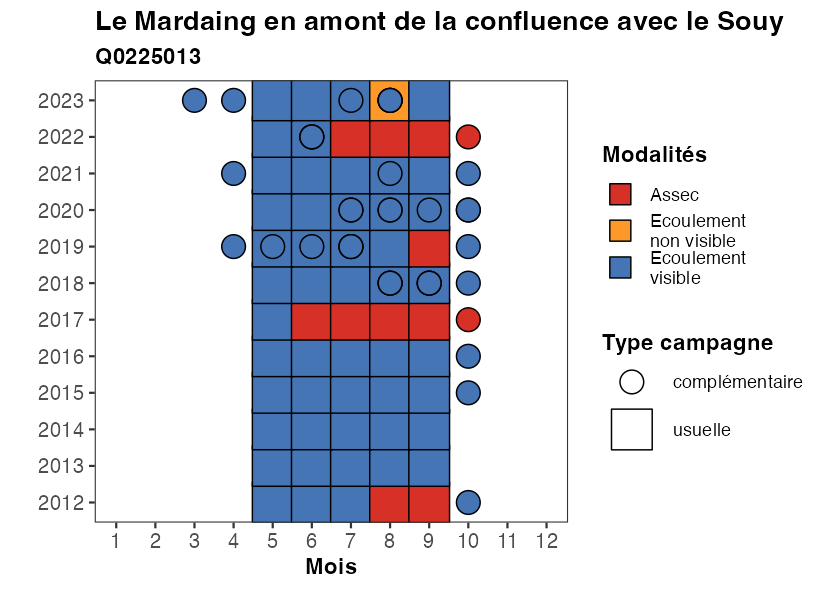 Le Mardaing en amont de la confluence avec le Souy
Q0225013
2023
2022
2021
2020
2019
2018
2017
2016
2015
2014
2013
2012
1 2 3 4 5 6 7 8 9 10 11 12
Mois
Modalités
Assec
Ecoulement
non visible
Ecoulement
visible
Type campagne
complémentaire
usuelle